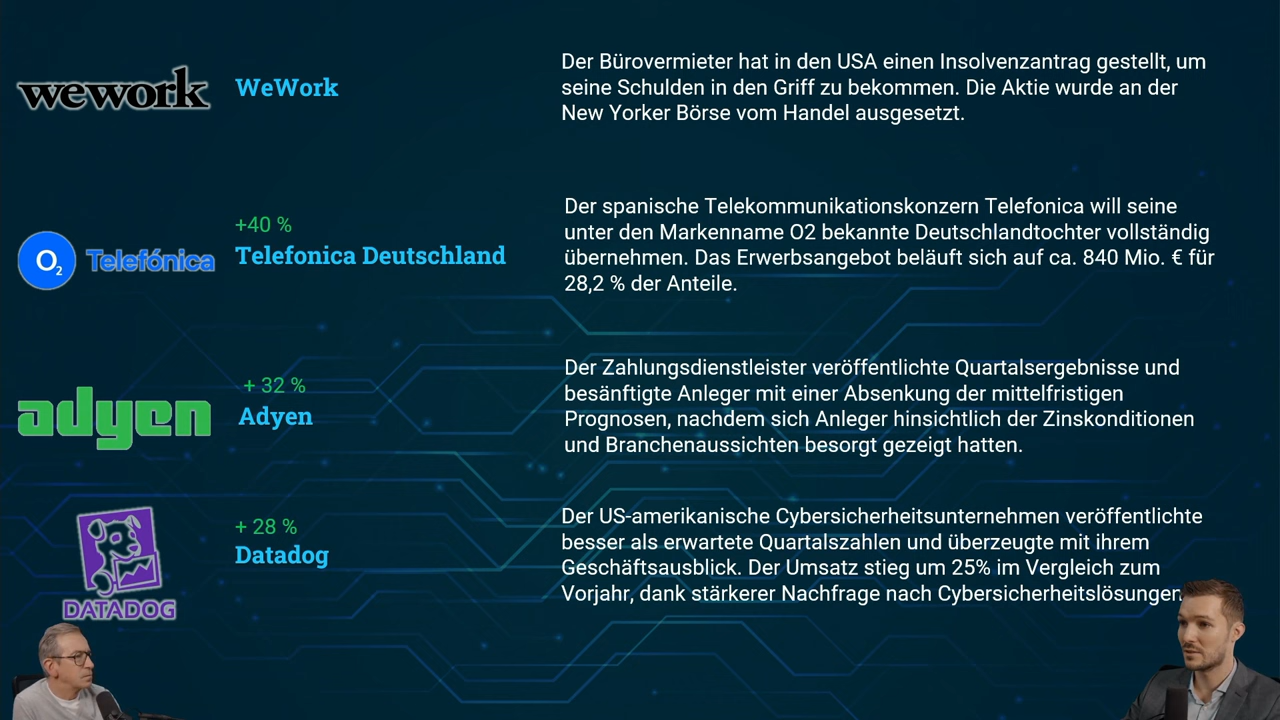 wework
WeWork
Der Bürovermieter hat in den USA einen Insolvenzantrag gestellt, um
seine Schulden in den Griff zu bekommen. Die Aktie wurde an der
New Yorker Börse vom Handel ausgesetzt.
O2 Telefónica
+40 %
Telefonica Deutschland
Der spanische Telekommunikationskonzern Telefonica will seine
unter den Markenname O2 bekannte Deutschlandtochter vollständig
übernehmen. Das Erwerbsangebot beläuft sich auf ca. 840 Mio. € für
28,2 % der Anteile.
adyen
+ 32 %
Adyen
Der Zahlungsdienstleister veröffentlichte Quartalsergebnisse und
besänftigte Anleger mit einer Absenkung der mittelfristigen
Prognosen, nachdem sich Anleger hinsichtlich der Zinskonditionen
und Branchenaussichten besorgt gezeigt hatten.
DATADOG
+ 28 %
Datadog
Der US-amerikanische Cybersicherheitsunternehmen veröffentlichte
besser als erwartete Quartalszahlen und überzeugte mit ihrem
Geschäftsausblick. Der Umsatz stieg um 25% im Vergleich zum
Vorjahr, dank stärkerer Nachfrage nach Cybersicherheitslösungen.